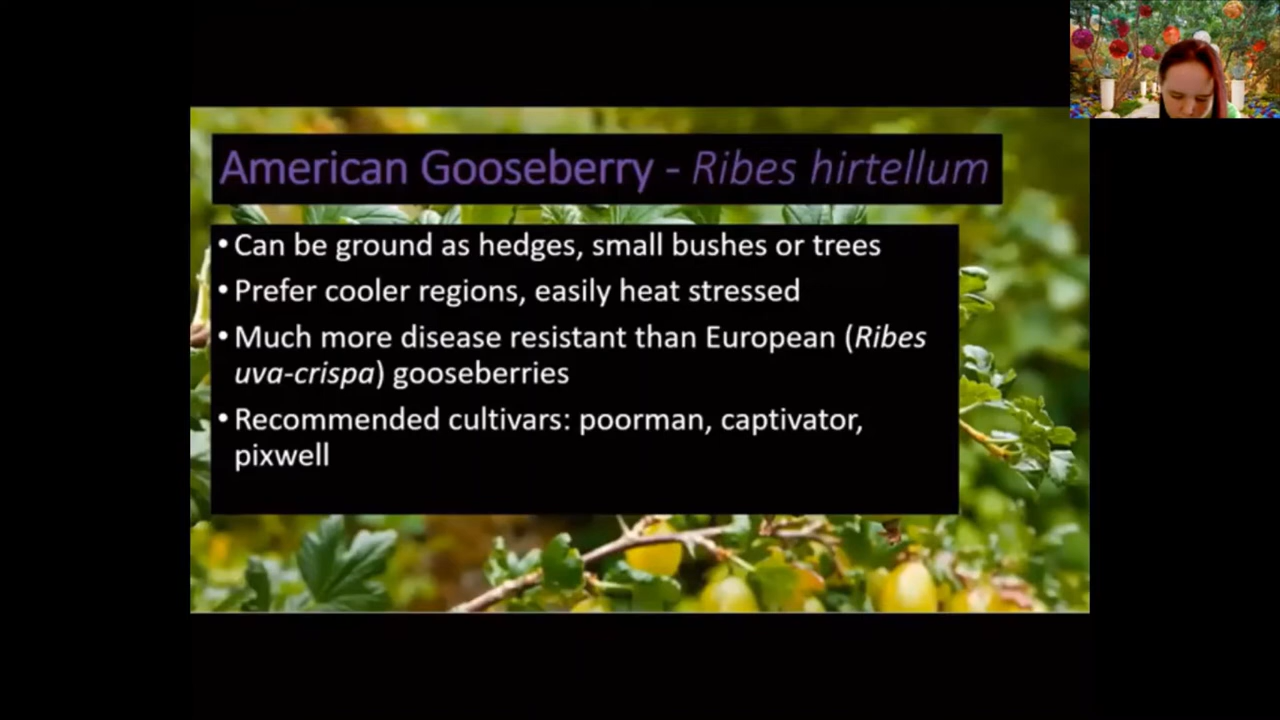 American Gooseberry - Ribes hirtellum
• Can be ground as hedges, small bushes or trees
• Prefer cooler regions, easily heat stressed
• Much more disease resistant than European (Ribes
uva-crispa) gooseberries
• Recommended cultivars: poorman, captivator,
pixwell